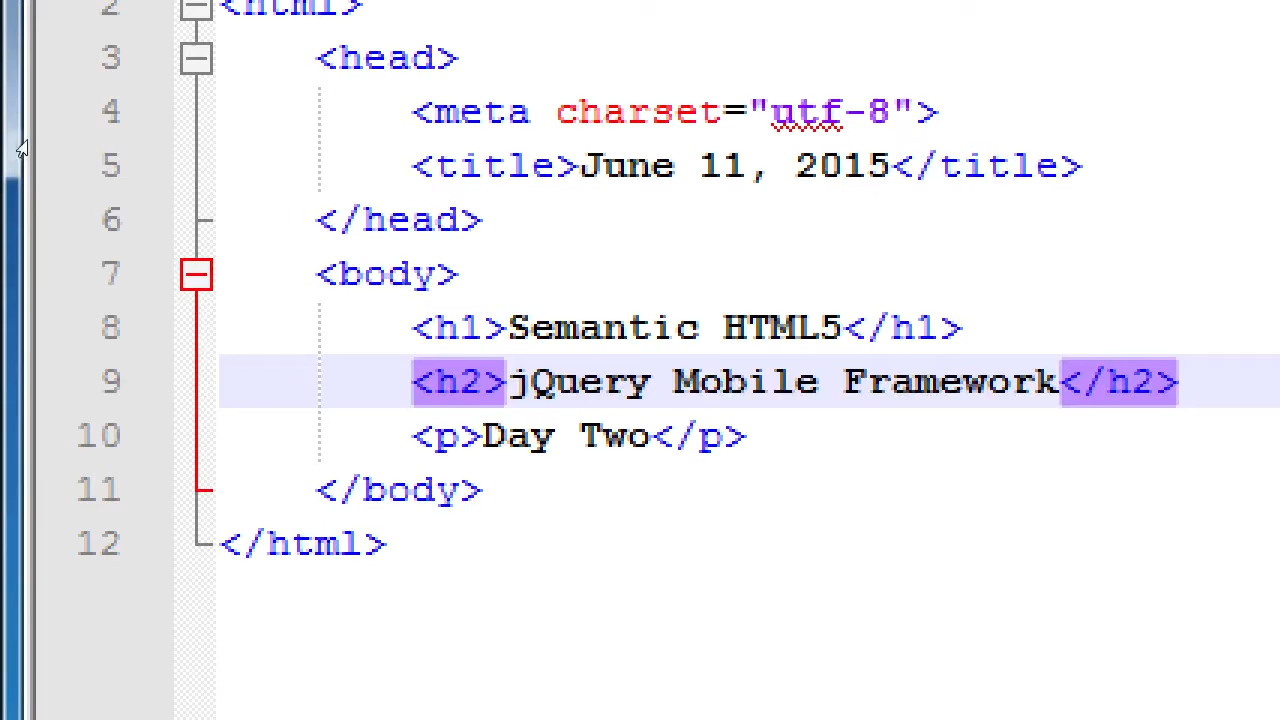 2 <html>
3 <head>
4 <meta charset="utf-8">
5 <title>June 11, 2015</title>
6 </head>
7 <body>
8 <h1>Semantic HTML5</h1>
9 <h2>jQuery Mobile Framework</h2>
10 <p>Day Two</p>
11 </body>
12 </html>